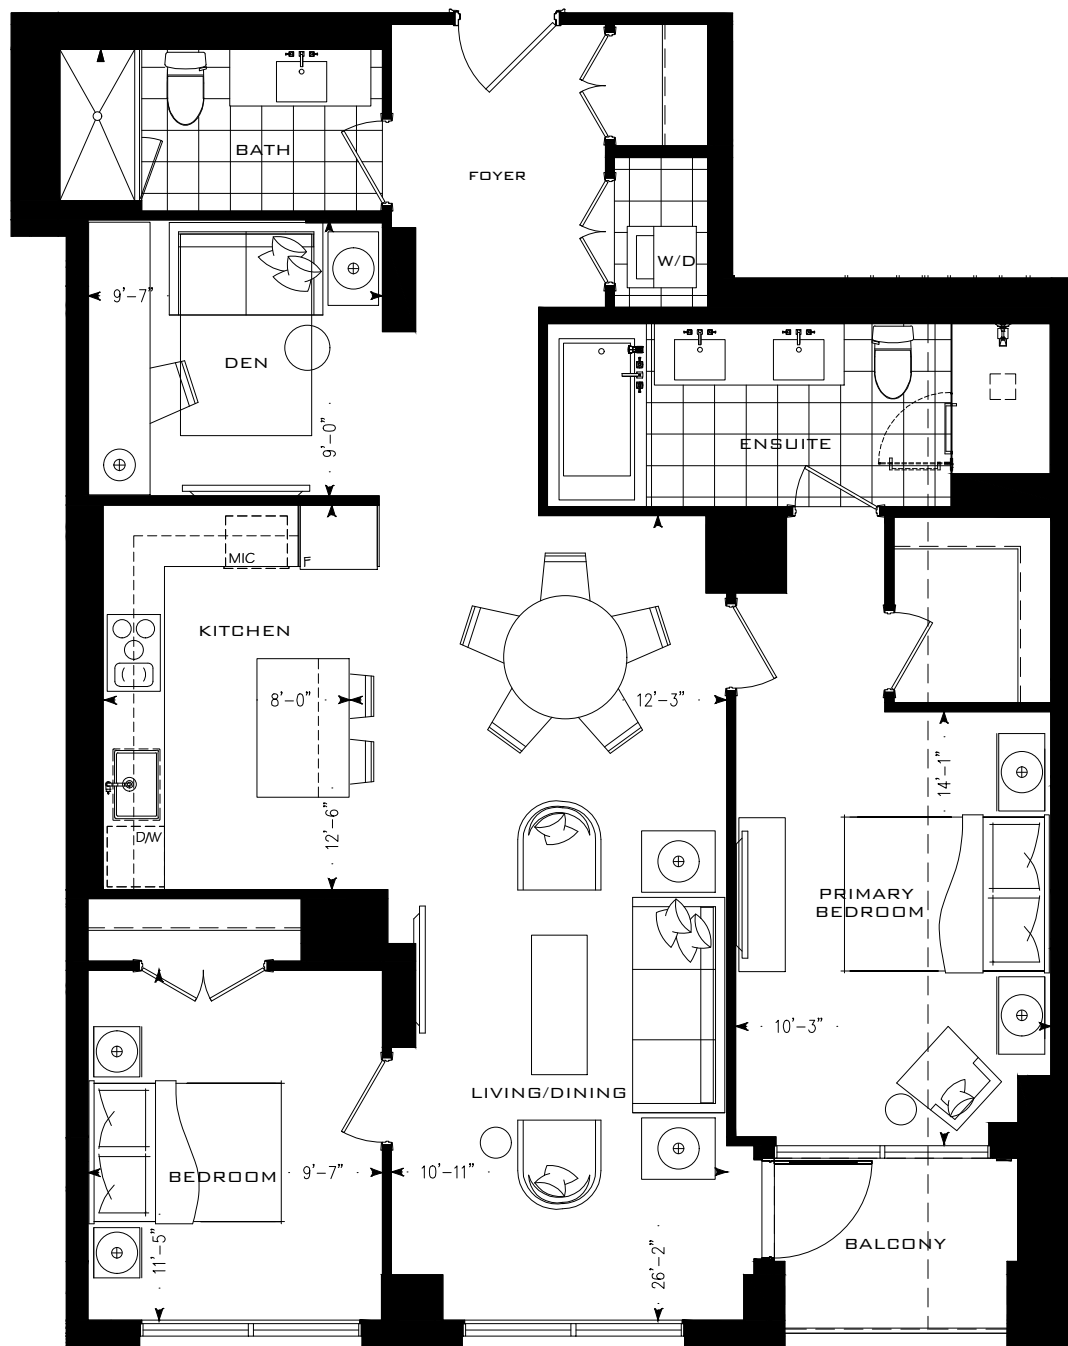 BATH
FOYER
W/D
9'-7"
DEN
9'-0"
ENSUITE
MIC
F
KITCHEN
8'-0"
12'-3"
14'-1"
12'-6"
D/W
PRIMARY
BEDROOM
10'-3"
LIVING/DINING
BEDROOM
9'-7"
10'-11"
11'-5"
26'-2"
BALCONY